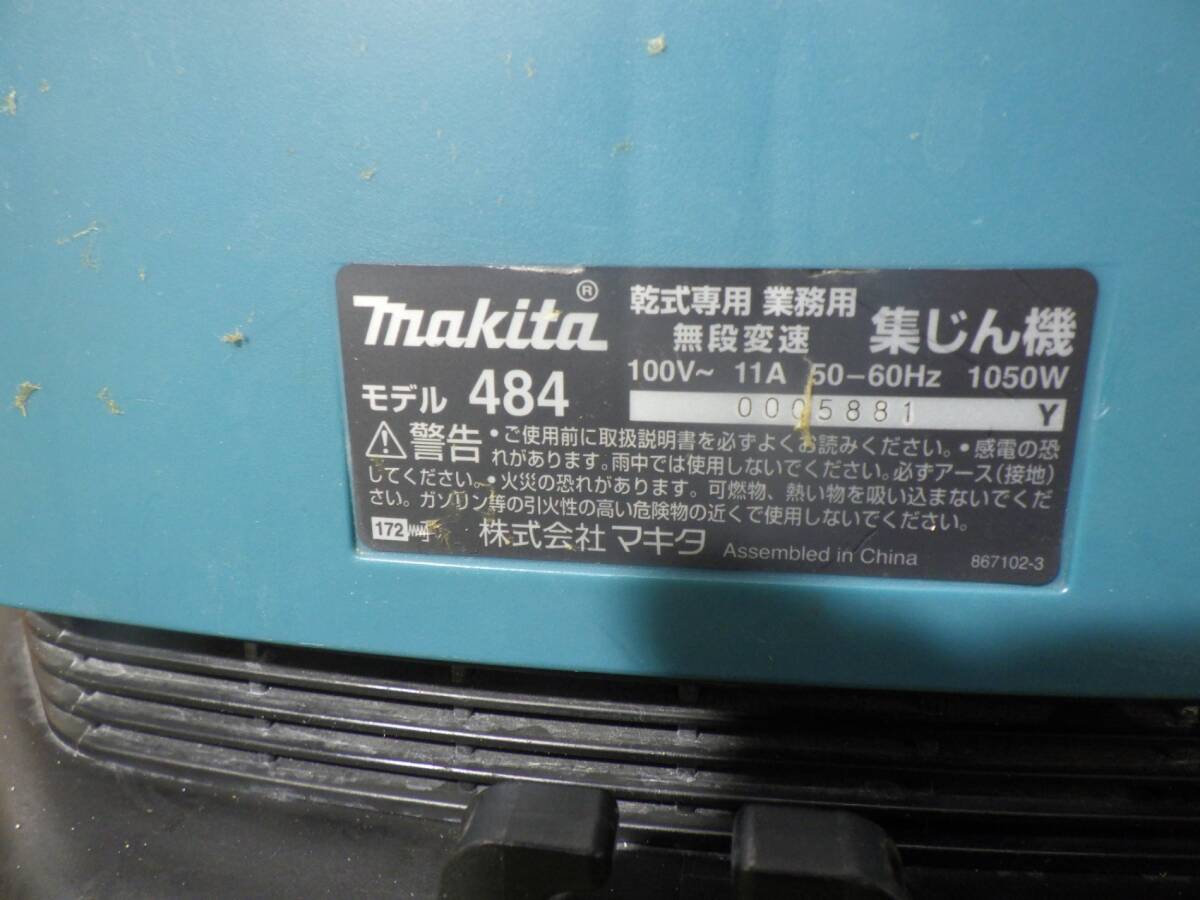 makita®
乾式専用 業務用
無段変速
集じん機
モデル 484
100V~ 11A 50-60Hz 1050W
0005881 Y
警告 •ご使用前に取扱説明書を必ずよくお読みください。•感電の恐
れがあります。雨中では使用しないでください。必ずアース(接地)
してください。•火災の恐れがあります。可燃物、熱い物を吸い込まないでくだ
さい。ガソリン等の引火性の高い危険物の近くで使用しないでください。
172
株式会社 マキタ Assembled in China 867102-3